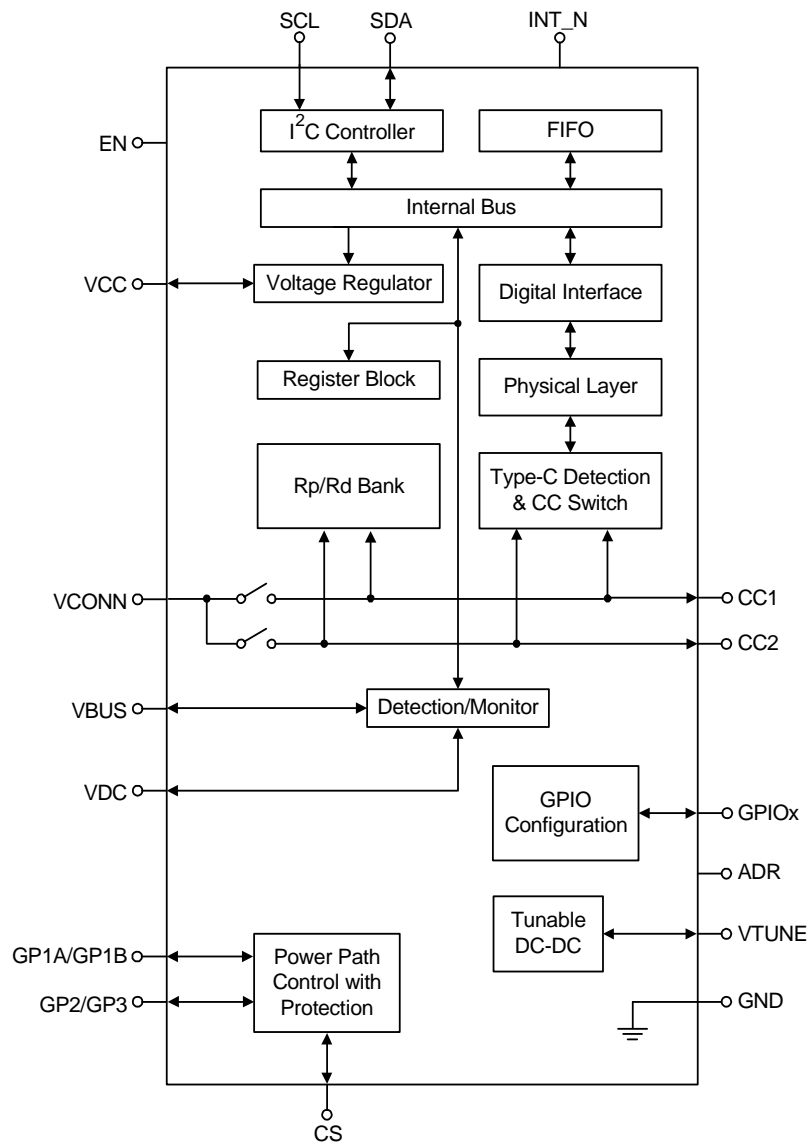 SCL
SDA
INT_N
I2C Controller
FIFO
EN
Internal Bus
VCC
Voltage Regulator
Digital Interface
Register Block
Physical Layer
Rp/Rd Bank
Type-C Detection
& CC Switch
VCONN
CC1
CC2
VBUS
Detection/Monitor
VDC
GPIO
Configuration
GPIOx
ADR
Tunable
DC-DC
VTUNE
GP1A/GP1B
GP2/GP3
Power Path
Control with
Protection
GND
CS